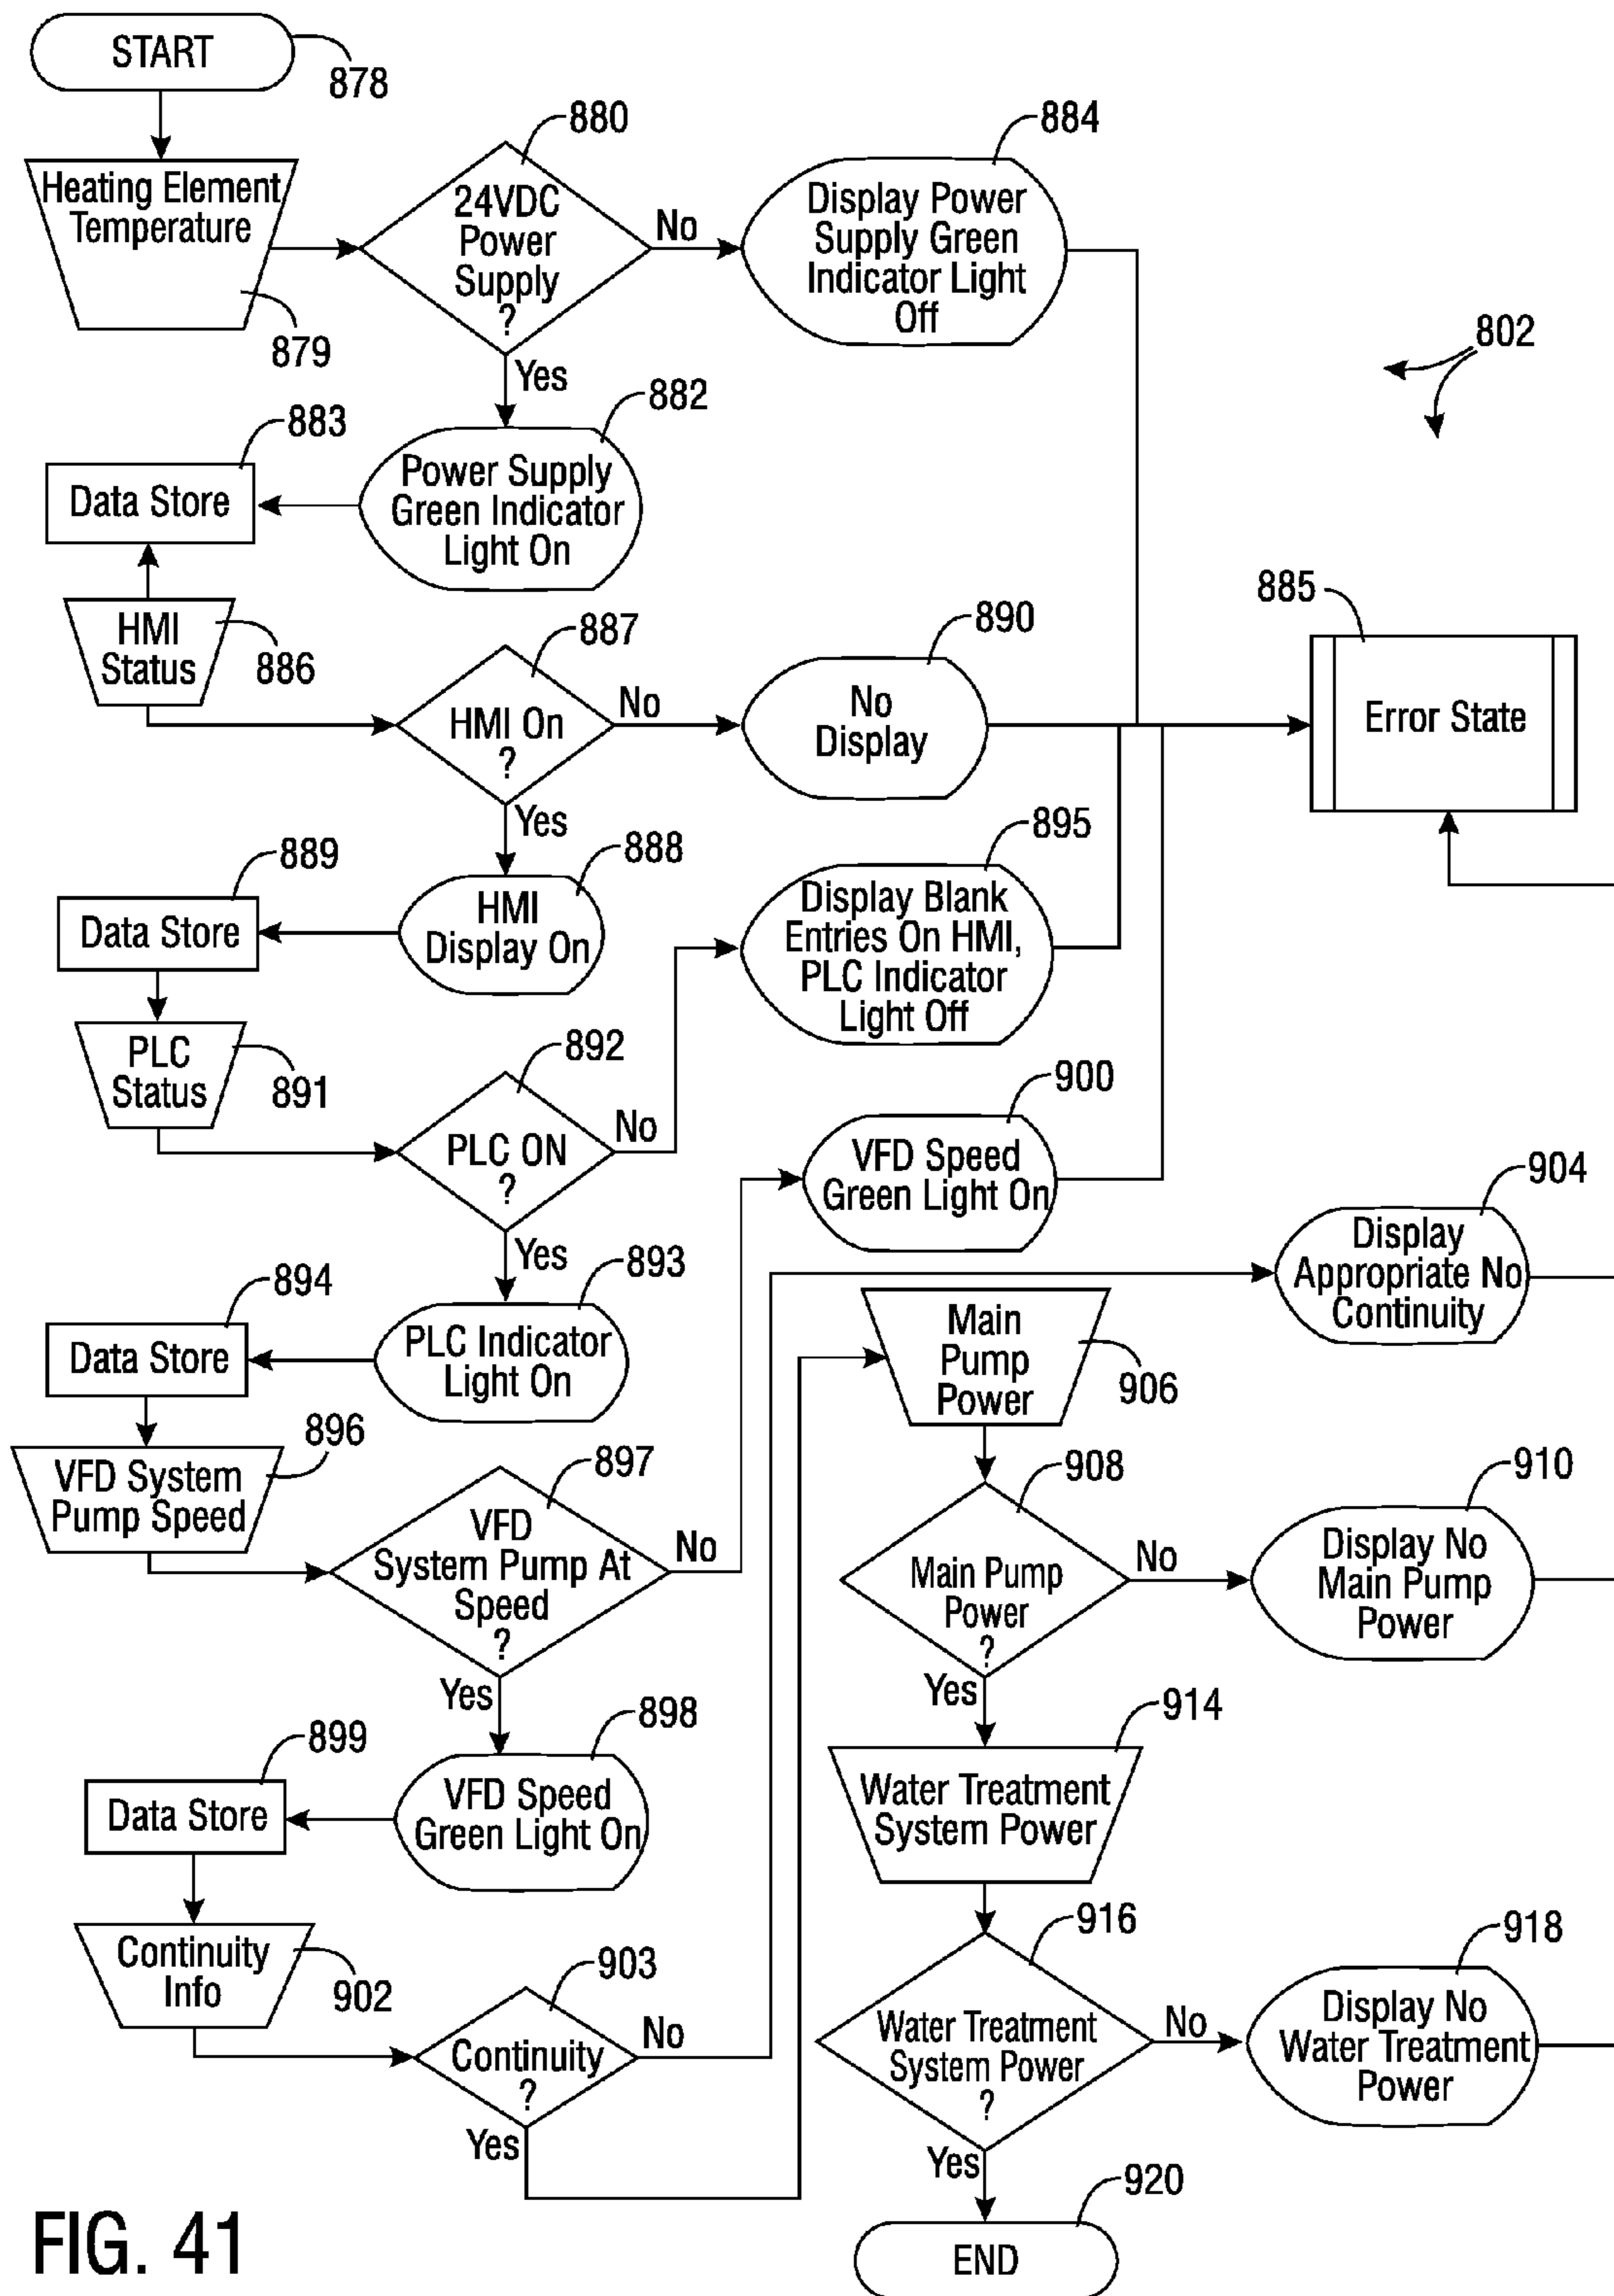 START
878
Heating Element
Temperature
879
880
24VDC
Power
Supply
?
No
Yes
884
Display Power
Supply Green
Indicator Light
Off
802
883
Data Store
882
Power Supply
Green Indicator
Light On
HMI
Status
886
887
HMI On
?
No
Yes
890
No
Display
885
Error State
889
Data Store
888
HMI
Display On
895
Display Blank
Entries On HMI,
PLC Indicator
Light Off
PLC
Status
891
892
PLC ON
?
No
Yes
900
VFD Speed
Green Light On
904
Display
Appropriate No
Continuity
894
Data Store
893
PLC Indicator
Light On
Main
Pump
Power
906
896
VFD System
Pump Speed
897
VFD
System Pump At
Speed
?
No
Yes
908
Main Pump
Power
?
No
Yes
910
Display No
Main Pump
Power
899
Data Store
898
VFD Speed
Green Light On
914
Water Treatment
System Power
Continuity
Info
902
903
Continuity
?
No
Yes
916
Water Treatment
System Power
?
No
Yes
918
Display No
Water Treatment
Power
920
END
FIG. 41